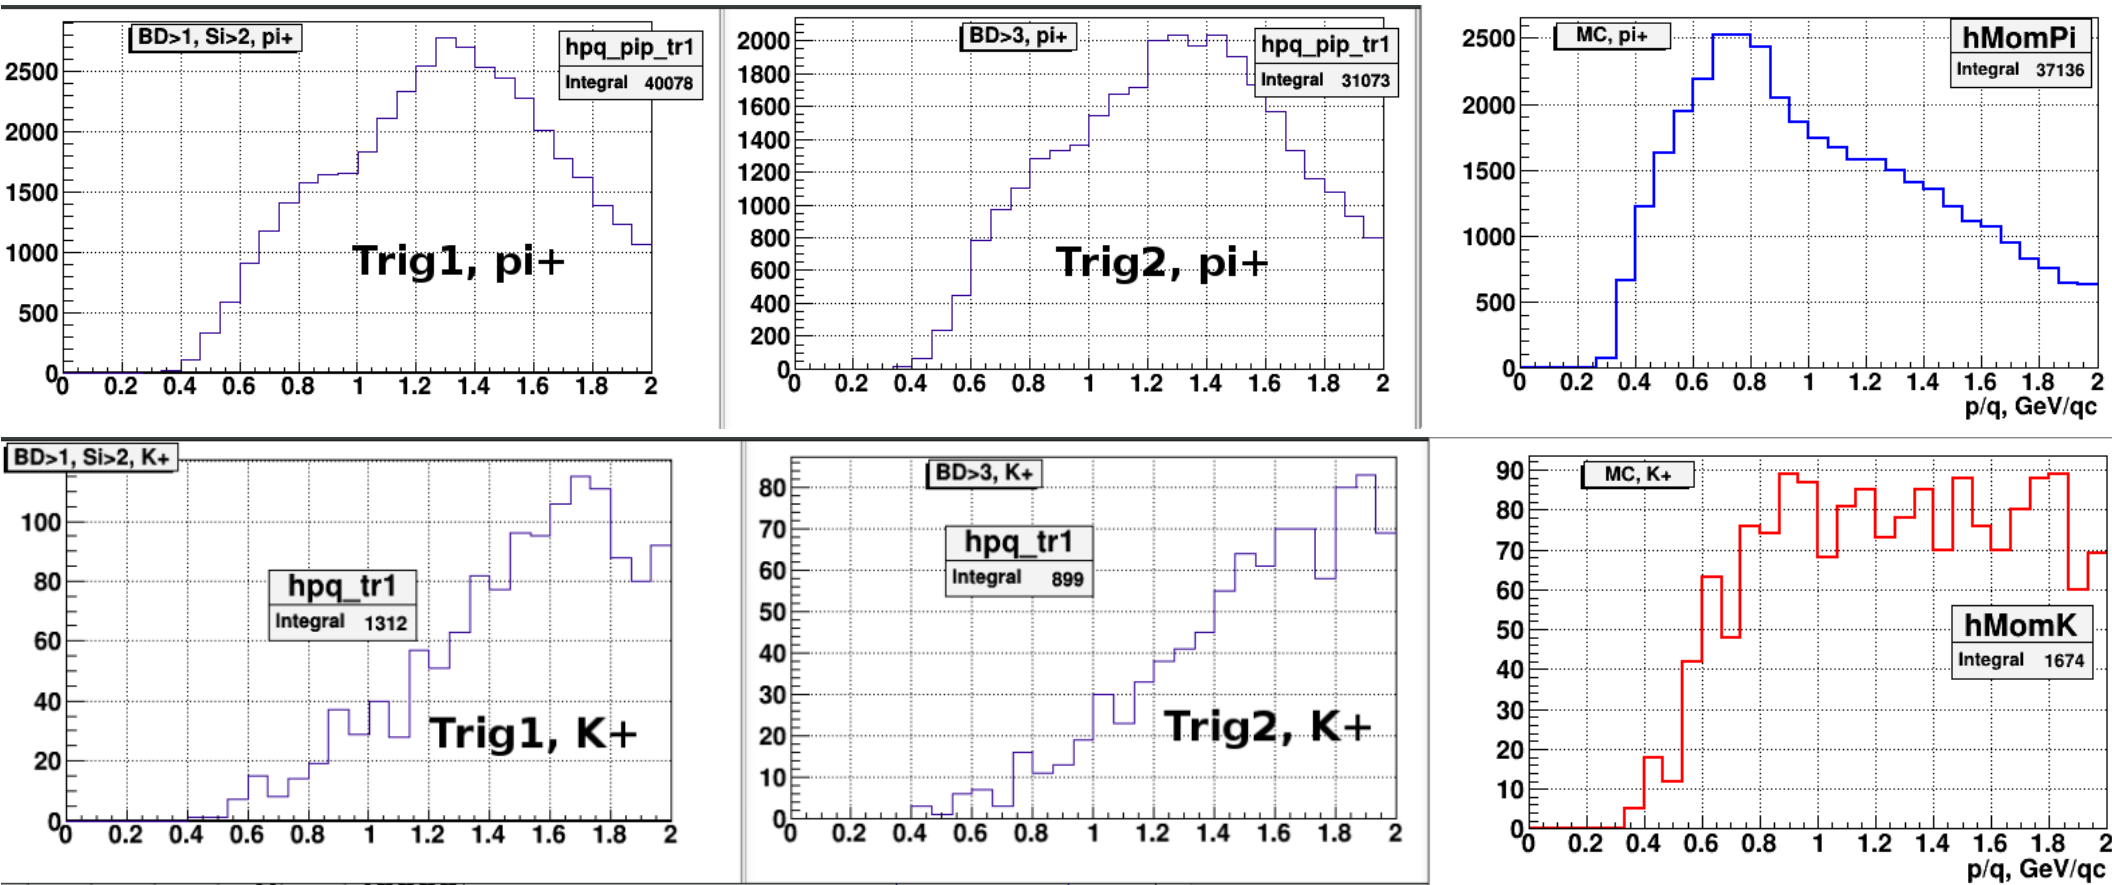 BD>1, Si>2, pi+
hpq_pip_tr1
Integral 40078
2500
2000
1500
1000
500
0
Trig1, pi+
0 0.2 0.4 0.6 0.8 1 1.2 1.4 1.6 1.8 2
BD>3, pi+
hpq_pip_tr1
Integral 31073
2000
1800
1600
1400
1200
1000
800
600
400
200
0
Trig2, pi+
0 0.2 0.4 0.6 0.8 1 1.2 1.4 1.6 1.8 2
MC, pi+
hMomPi
Integral 37136
2500
2000
1500
1000
500
0
0 0.2 0.4 0.6 0.8 1 1.2 1.4 1.6 1.8 2
p/q, GeV/qc
BD>1, Si>2, K+
hpq_tr1
Integral 1312
100
80
60
40
20
0
Trig1, K+
0 0.2 0.4 0.6 0.8 1 1.2 1.4 1.6 1.8 2
BD>3, K+
hpq_tr1
Integral 899
80
70
60
50
40
30
20
10
0
Trig2, K+
0 0.2 0.4 0.6 0.8 1 1.2 1.4 1.6 1.8 2
MC, K+
90
80
70
60
50
40
30
20
10
0
hMomK
Integral 1674
0 0.2 0.4 0.6 0.8 1 1.2 1.4 1.6 1.8 2
p/q, GeV/qc